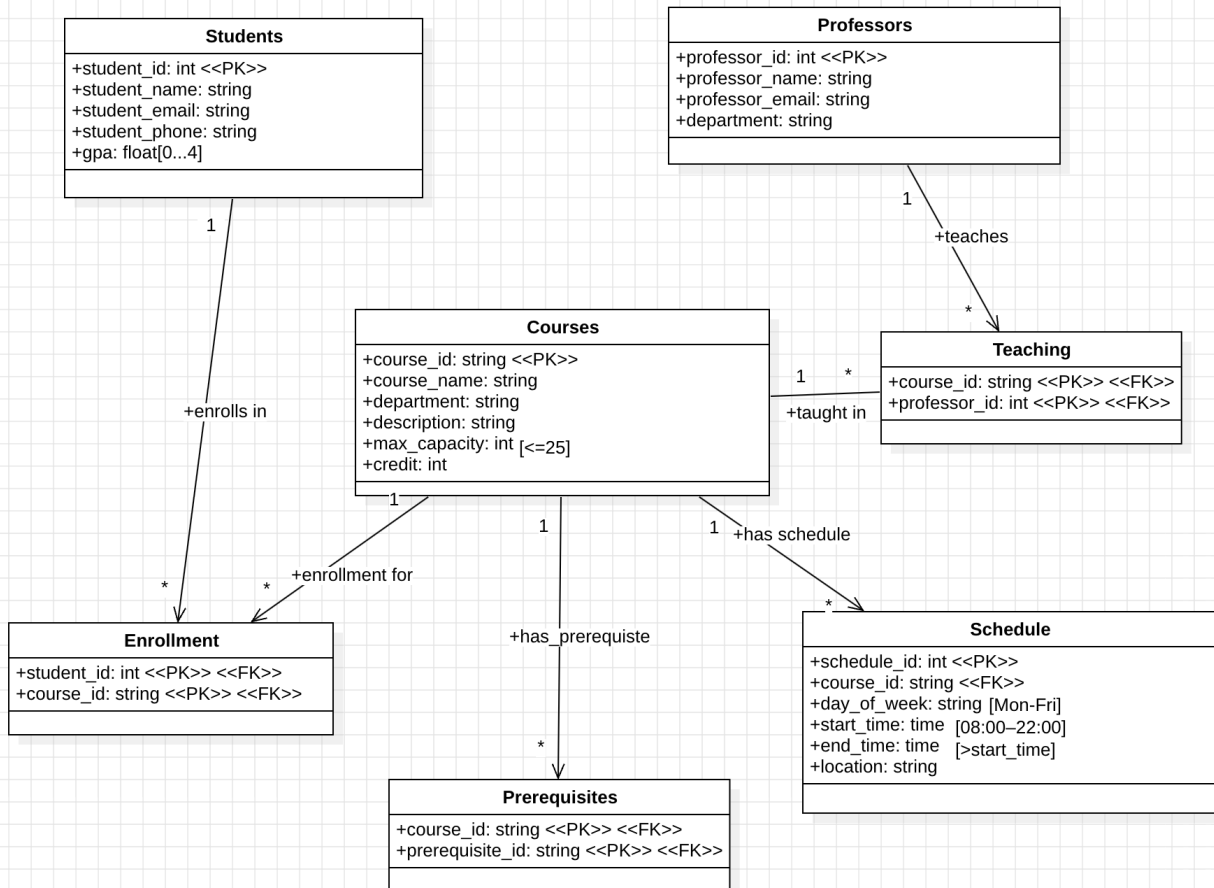 Students
+student_id: int <<PK>>
+student_name: string
+student_email: string
+student_phone: string
+gpa: float[0...4]
Professors
+professor_id: int <<PK>>
+professor_name: string
+professor_email: string
+department: string
1
+enrolls in
*
1
+teaches
*
Courses
+course_id: string <<PK>>
+course_name: string
+department: string
+description: string
+max_capacity: int [<=25]
+credit: int
1
*
+taught in
Teaching
+course_id: string <<PK>> <<FK>>
+professor_id: int <<PK>> <<FK>>
1
+enrollment for
*
1
+has_prerequiste
*
1
+has schedule
*
Enrollment
+student_id: int <<PK>> <<FK>>
+course_id: string <<PK>> <<FK>>
Schedule
+schedule_id: int <<PK>>
+course_id: string <<FK>>
+day_of_week: string [Mon-Fri]
+start_time: time [08:00–22:00]
+end_time: time [>start_time]
+location: string
Prerequisites
+course_id: string <<PK>> <<FK>>
+prerequisite_id: string <<PK>> <<FK>>